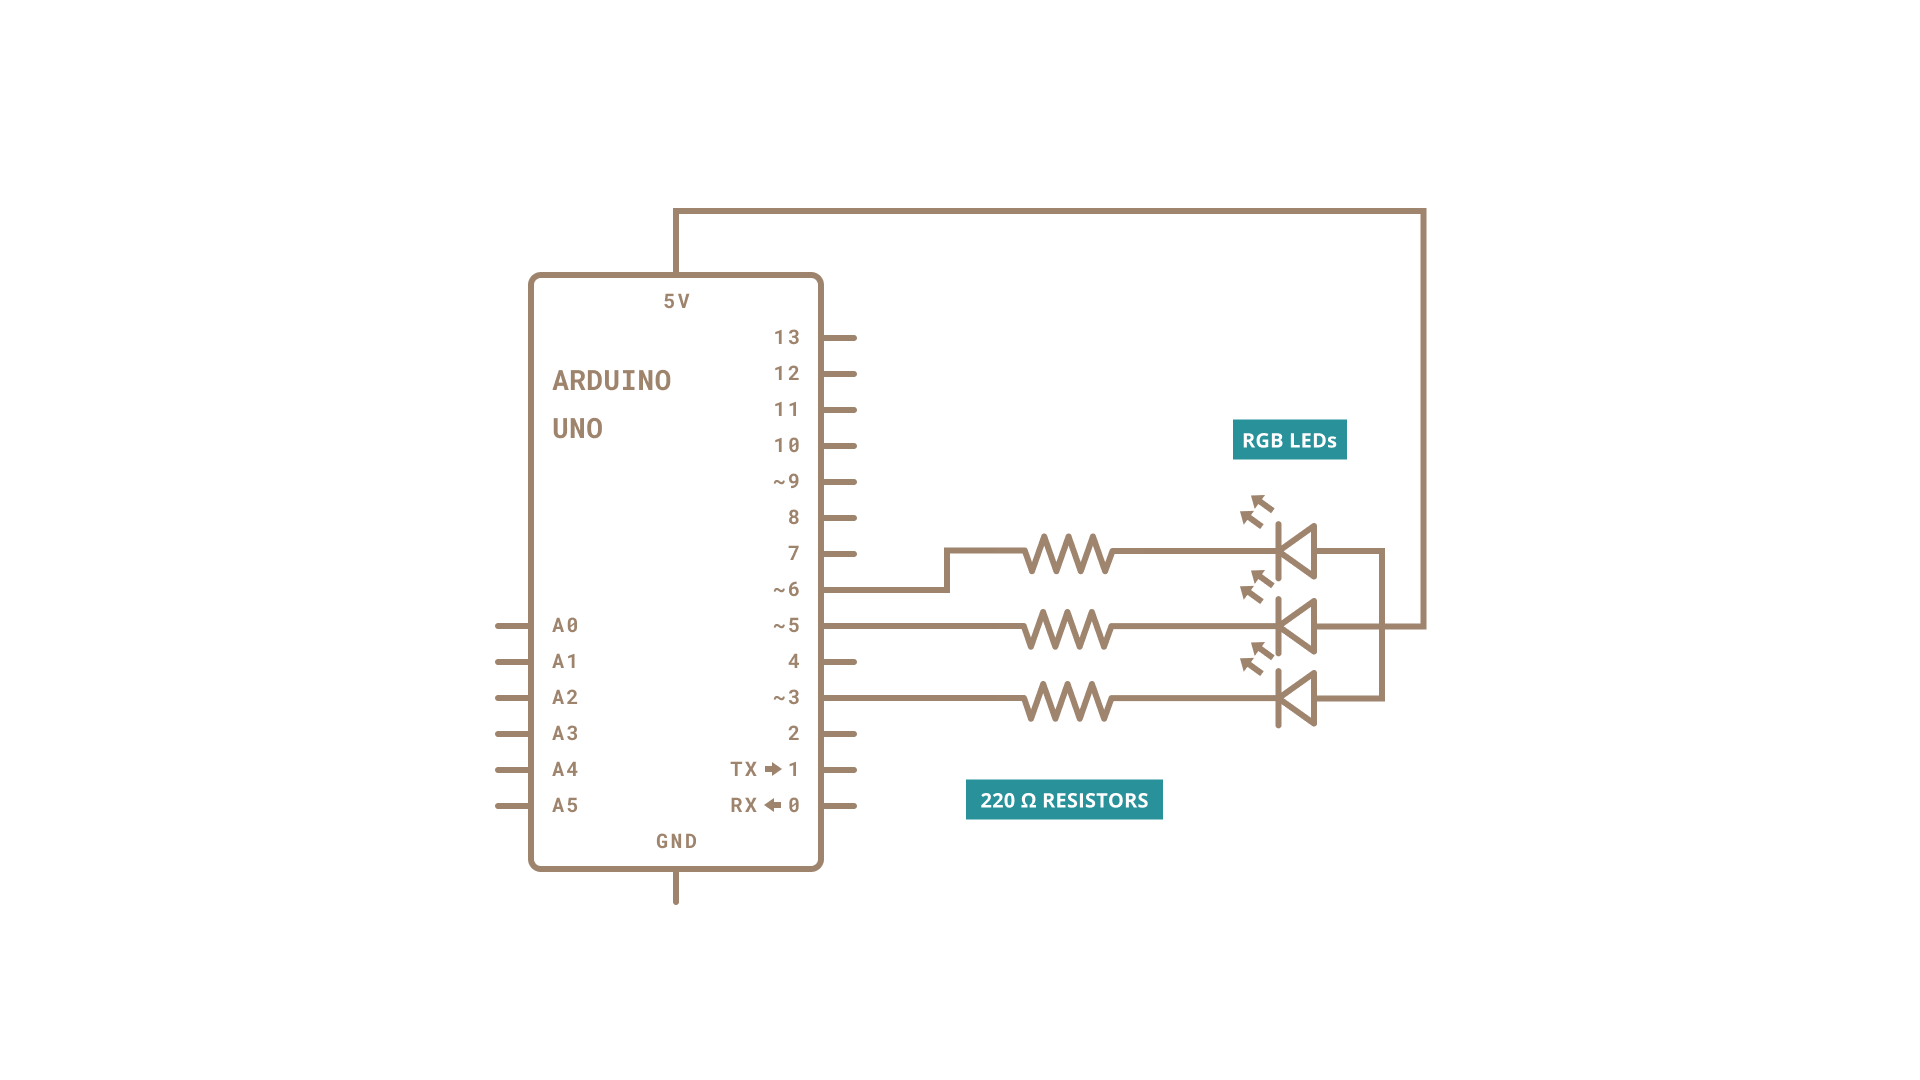 5V
ARDUINO
UNO
13
12
11
10
~9
8
7
~6
~5
4
~3
2
TX → 1
RX ← 0
A0
A1
A2
A3
A4
A5
GND
RGB LEDs
220 Ω RESISTORS